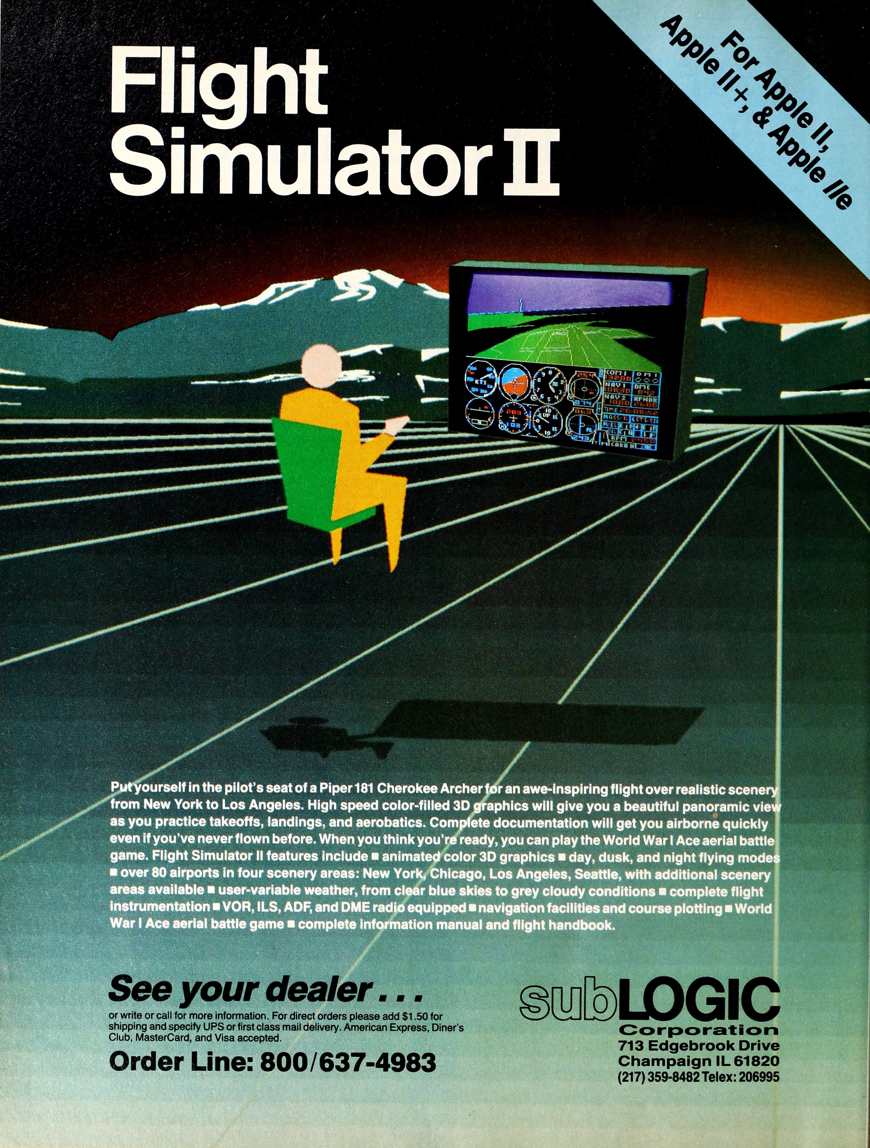 For Apple II,
Apple II+, & Apple IIe
Flight
Simulator II
Put yourself in the pilot's seat of a Piper 181 Cherokee Archer for an awe-inspiring flight over realistic scenery
from New York to Los Angeles. High speed color-filled 3D graphics will give you a beautiful panoramic view
as you practice takeoffs, landings, and aerobatics. Complete documentation will get you airborne quickly
even if you've never flown before. When you think you're ready, you can play the World War I Ace aerial battle
game. Flight Simulator II features include ■ animated color 3D graphics ■ day, dusk, and night flying modes
■ over 80 airports in four scenery areas: New York, Chicago, Los Angeles, Seattle, with additional scenery
areas available ■ user-variable weather, from clear blue skies to grey cloudy conditions ■ complete flight
instrumentation ■ VOR, ILS, ADF, and DME radio equipped ■ navigation facilities and course plotting ■ World
War I Ace aerial battle game ■ complete information manual and flight handbook.
See your dealer . . .
or write or call for more information. For direct orders please add $1.50 for
shipping and specify UPS or first class mail delivery. American Express, Diner's
Club, MasterCard, and Visa accepted.
Order Line: 800/637-4983
subLOGIC
Corporation
713 Edgebrook Drive
Champaign IL 61820
(217) 359-8482 Telex: 206995